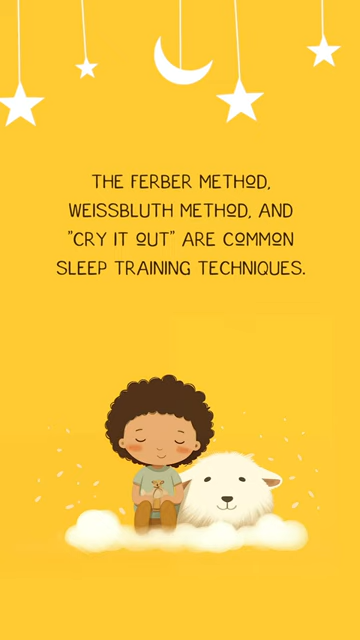 THE FERBER METHOD,
WEISSBLUTH METHOD, AND
"CRY IT OUT" ARE COMMON
SLEEP TRAINING TECHNIQUES.